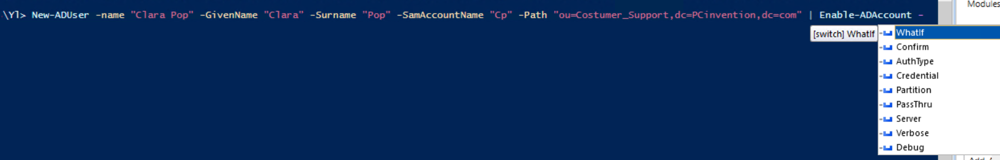 Modules
\Yl> New-ADUser -name "Clara Pop" -GivenName "Clara" -Surname "Pop" -SamAccountName "Cp" -Path "ou=Costumer_Support,dc=PCinvention,dc=com" | Enable-ADAccount -
[switch] WhatIf
WhatIf
Confirm
AuthType
Credential
Partition
PassThru
Server
Verbose
Debug